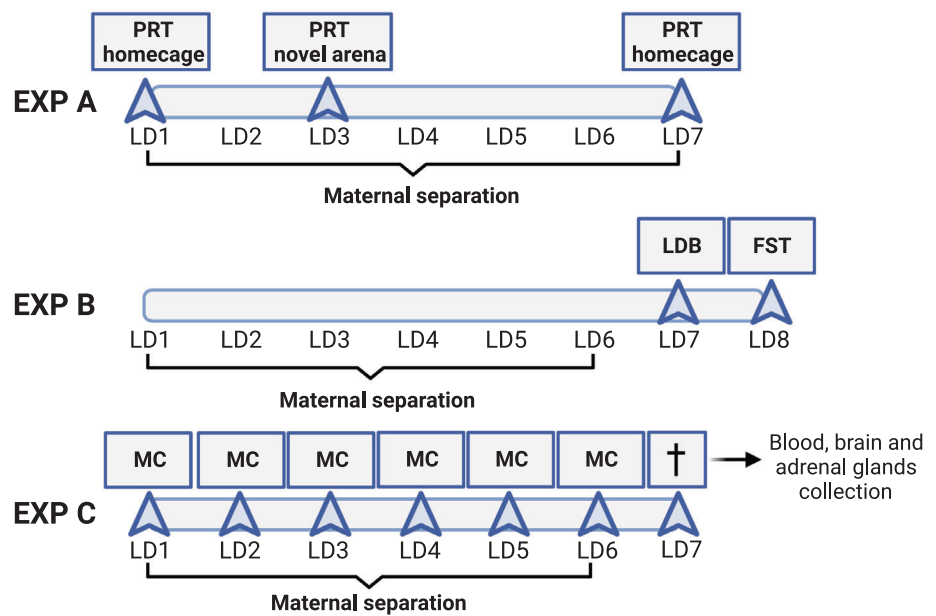 PRT homecage
PRT novel arena
PRT homecage
EXP A
LD1 LD2 LD3 LD4 LD5 LD6 LD7
Maternal separation
LDB FST
EXP B
LD1 LD2 LD3 LD4 LD5 LD6 LD7 LD8
Maternal separation
MC MC MC MC MC MC †
Blood, brain and
adrenal glands
collection
EXP C
LD1 LD2 LD3 LD4 LD5 LD6 LD7
Maternal separation